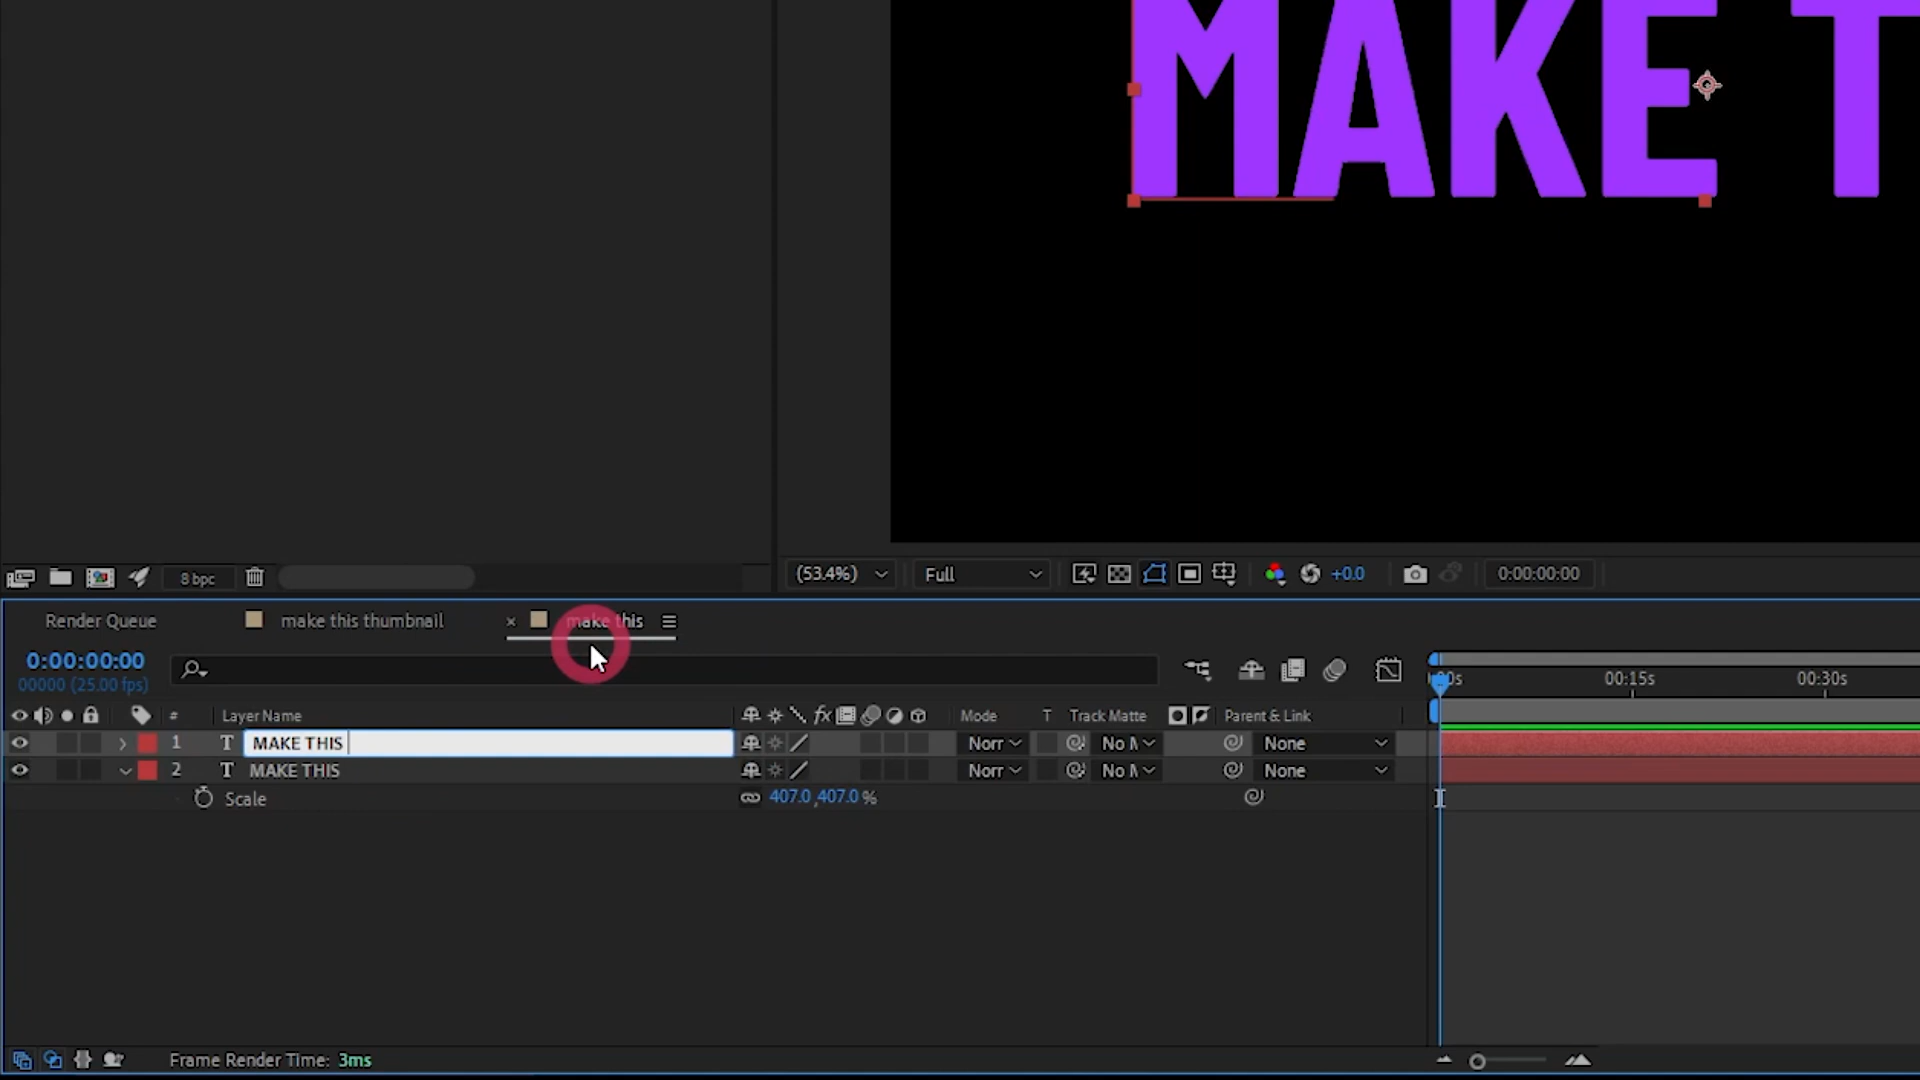 MAKE T
8 bpc
(53.4%)
Full
+0.0
0:00:00:00
Render Queue
make this thumbnail
× make this
0:00:00:00
00000 (25.00 fps)
00:15s
00:30s
# Layer Name
fx
Mode
T Track Matte
Parent & Link
1 T MAKE THIS
Norr
No M
None
2 T MAKE THIS
Norr
No M
None
Scale
407.0,407.0%
Frame Render Time: 3ms